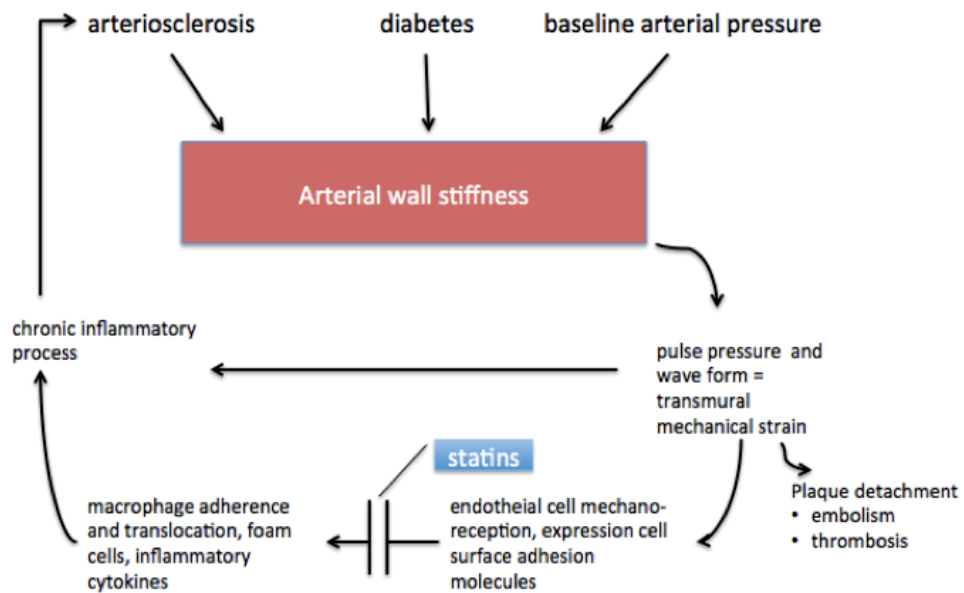 arteriosclerosis
diabetes
baseline arterial pressure
Arterial wall stiffness
chronic inflammatory
process
pulse pressure and
wave form =
transmural
mechanical strain
statins
Plaque detachment
• embolism
• thrombosis
macrophage adherence
and translocation, foam
cells, inflammatory
cytokines
endotheial cell mechano-
reception, expression cell
surface adhesion
molecules